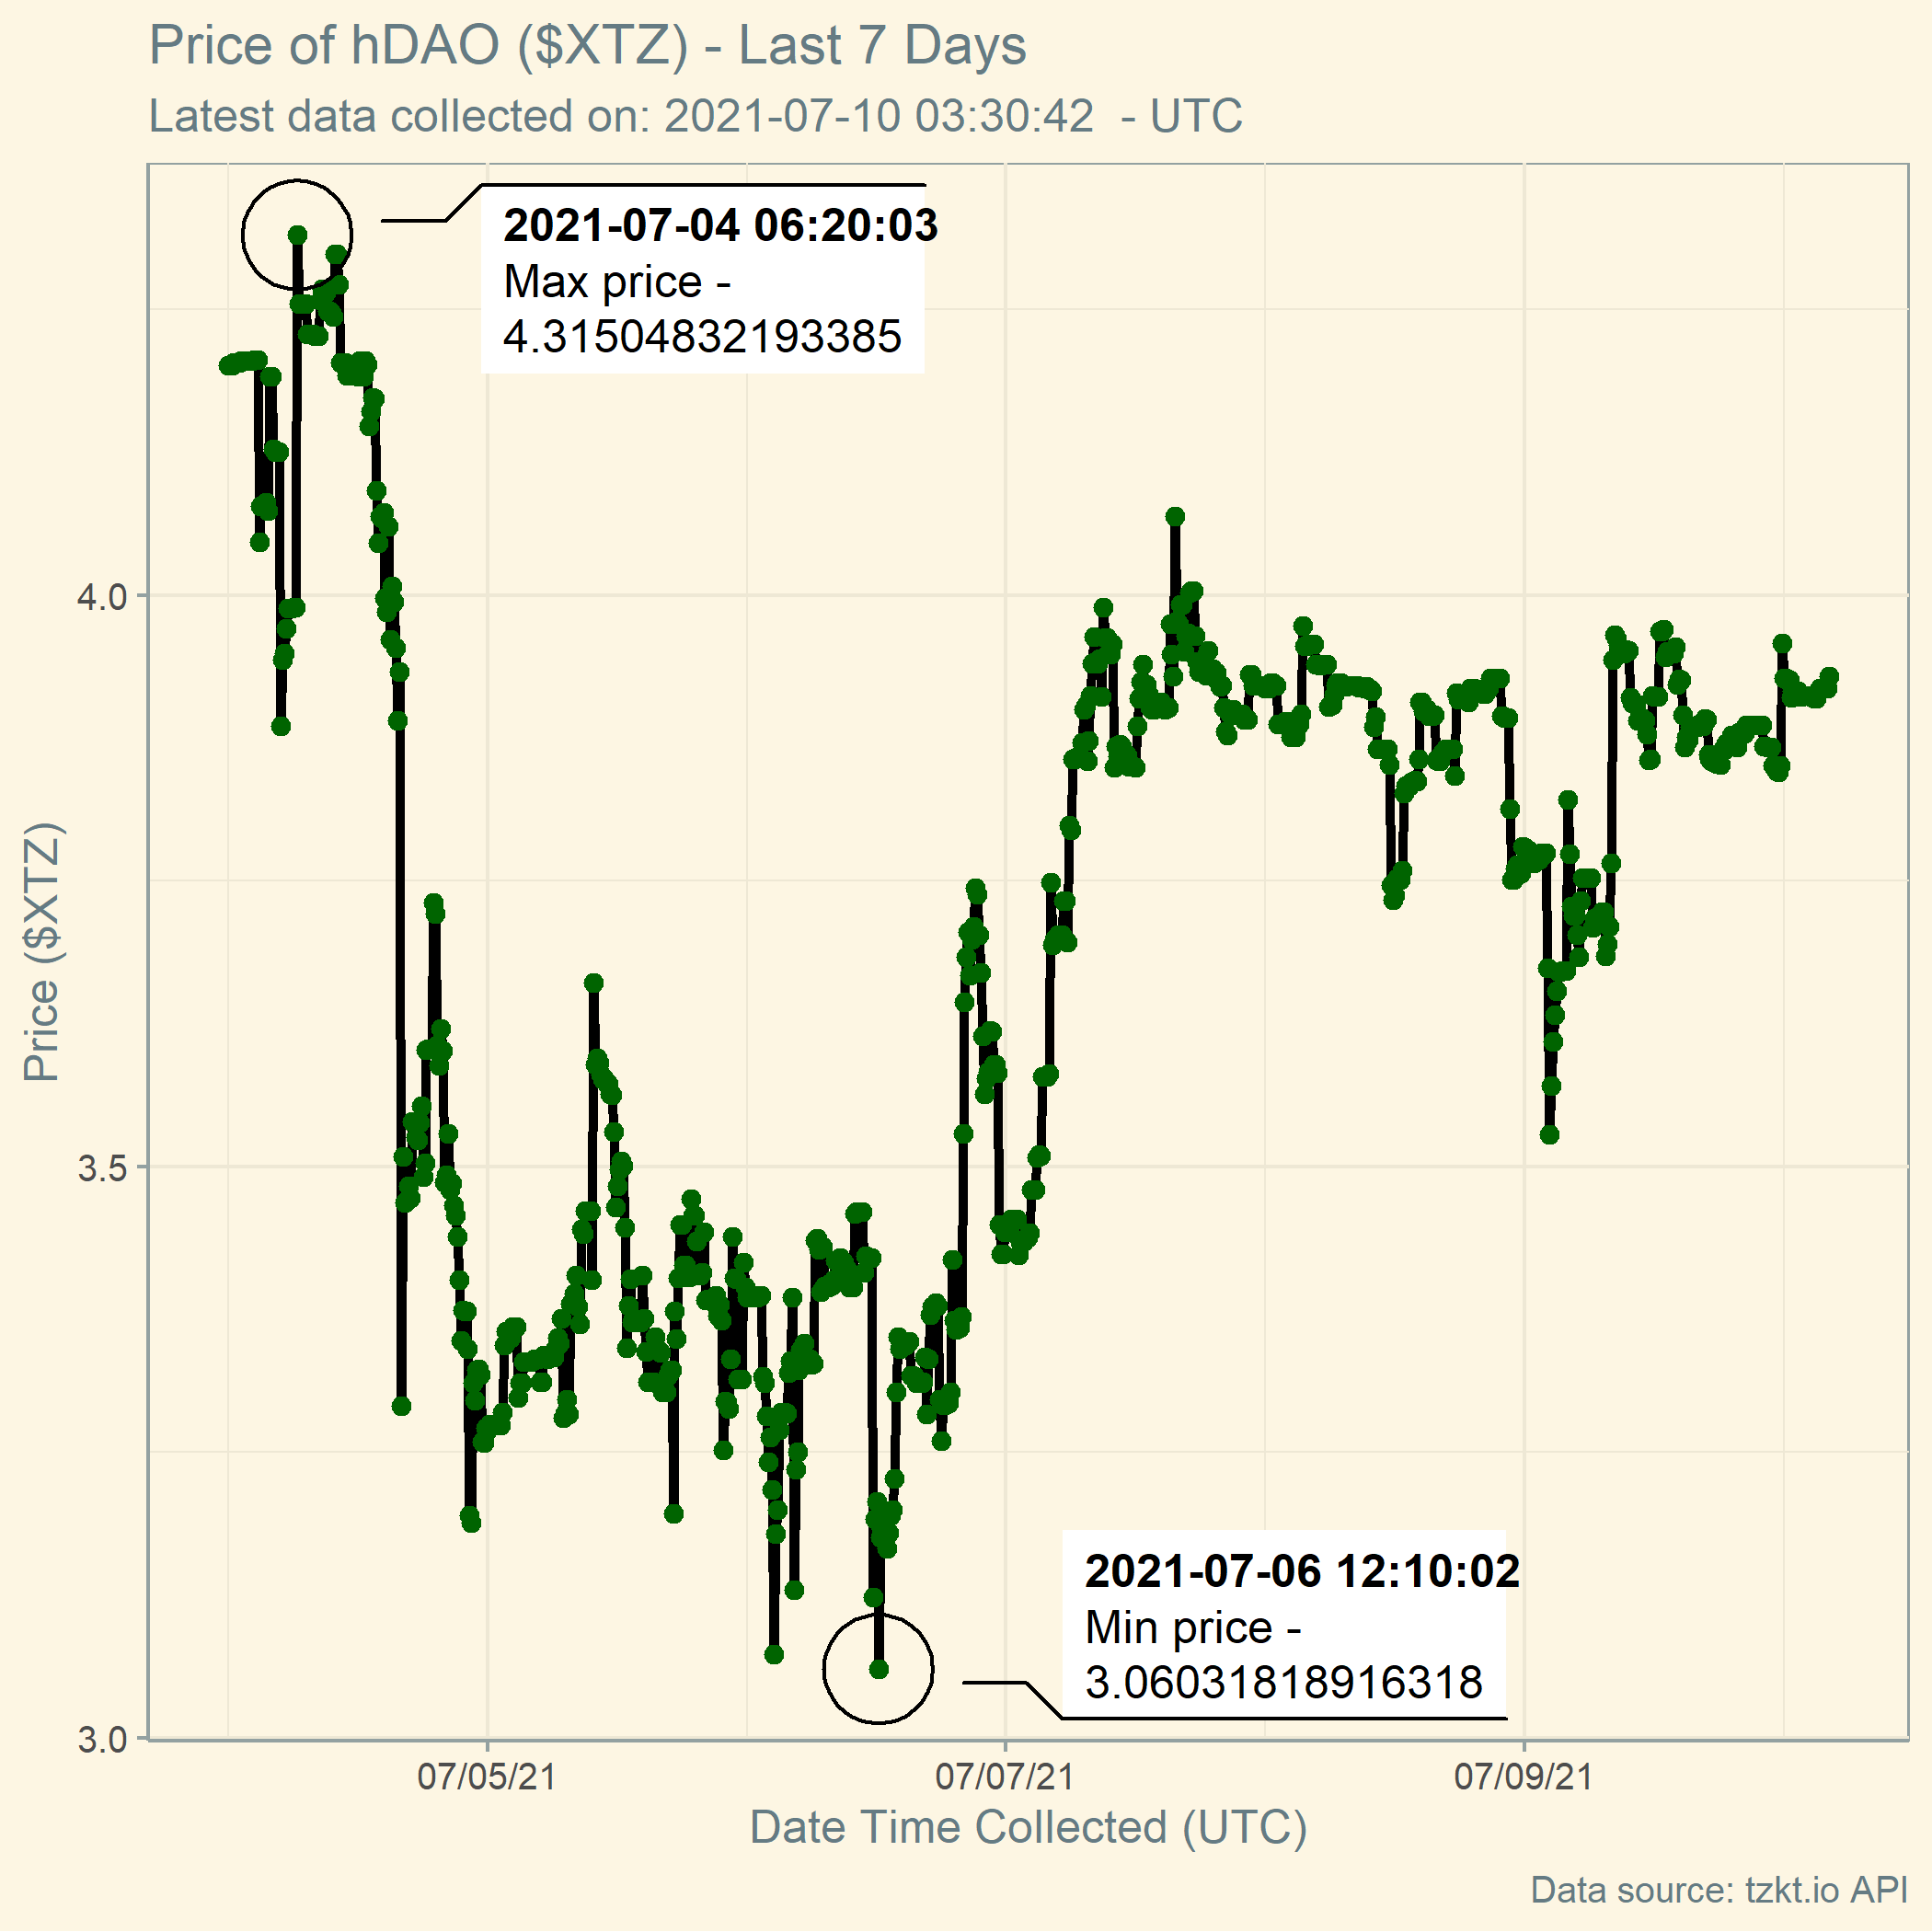 Price of hDAO ($XTZ) - Last 7 Days
Latest data collected on: 2021-07-10 03:30:42  - UTC
2021-07-04 06:20:03
Max price -
4.31504832193385
4.0
Price ($XTZ)
3.5
2021-07-06 12:10:02
Min price -
3.06031818916318
3.0
07/05/21
07/07/21
07/09/21
Date Time Collected (UTC)
Data source: tzkt.io API